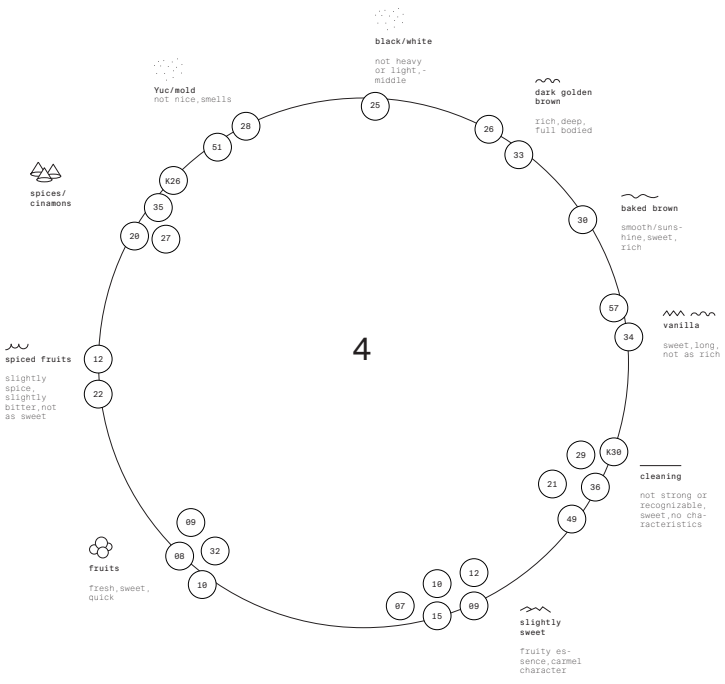 black/white
not heavy
or light,-
middle
Yuc/mold
not nice,smells
dark golden
brown
rich,deep,
full bodied
25
28
26
51
33
spices/
cinamons
K26
35
20
27
baked brown
smooth/suns-
hine,sweet,
rich
30
57
34
vanilla
sweet,long,
not as rich
4
spiced fruits
slightly
spice,
slightly
bitter,not
as sweet
12
22
29
K30
21
36
49
cleaning
not strong or
recognizable,
sweet,no cha-
racteristics
09
08
32
10
fruits
fresh,sweet,
quick
07
10
12
15
09
slightly
sweet
fruity es-
sence,carmel
character